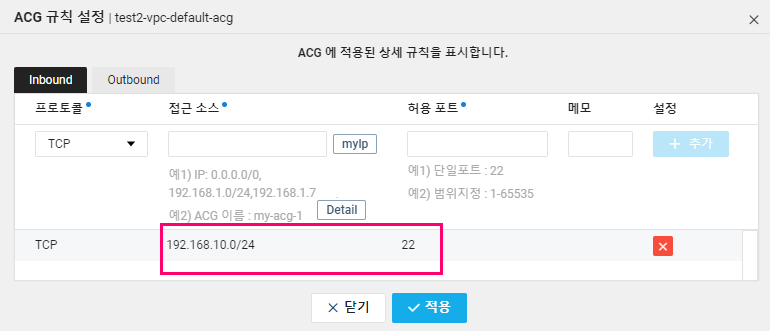 ACG 규칙 설정 | test2-vpc-default-acg
ACG 에 적용된 상세 규칙을 표시합니다.
Inbound Outbound
프로토콜 접근 소스 허용 포트 메모 설정
TCP myIp + 추가
예1) IP: 0.0.0.0/0, 예1) 단일포트 : 22
192.168.1.0/24,192.168.1.7 예2) 범위지정 : 1-65535
예2) ACG 이름 : my-acg-1 Detail
TCP 192.168.10.0/24 22
닫기 적용